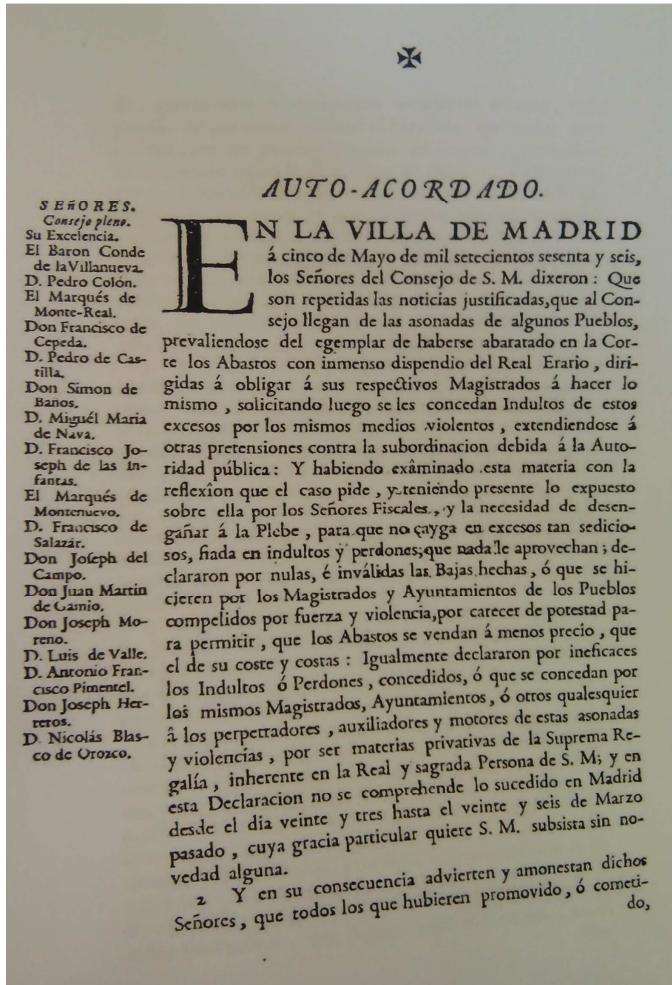 AUTO-ACORDADO.
SEÑORES.
Consejo pleno.
Su Excelencia.
El Baron Conde
de la Villanueva.
D. Pedro Colón.
El Marqués de
Monte-Real.
Don Francisco de
Cepeda.
D. Pedro de Cas-
tilla.
Don Simon de
Baños.
D. Miguél Maria
de Nava.
D. Francisco Jo-
seph de las In-
fantas.
El Marqués de
Montenuevo.
D. Francisco de
Salazár.
Don Joseph del
Campo.
Don Juan Martin
de Gamio.
Don Joseph Mo-
reno.
D. Luis de Valle.
D. Antonio Fran-
cisco Pimentel.
Don Joseph Her-
reros.
D. Nicolás Blas-
co de Orozco.
EN LA VILLA DE MADRID
á cinco de Mayo de mil setecientos sesenta y seis,
los Señores del Consejo de S. M. dixeron : Que
son repetidas las noticias justificadas, que al Con-
sejo llegan de las asonadas de algunos Pueblos,
prevaliendose del egemplar de haberse abaratado en la Cor-
te los Abastos con inmenso dispendio del Real Erario , diri-
gidas á obligar á sus respectivos Magistrados á hacer lo
mismo , solicitando luego se les concedan Indultos de estos
excesos por los mismos medios violentos , extendiendose á
otras pretensiones contra la subordinacion debida á la Auto-
ridad pública : Y habiendo exâminado esta materia con la
reflexîon que el caso pide , y teniendo presente lo expuesto
sobre ella por los Señores Fiscales , y la necesidad de desen-
gañar á la Plebe , para que no cayga en excesos tan sedicio-
sos, fiada en indultos y perdones, que nada le aprovechan ; de-
clararon por nulas, é inválidas las Bajas hechas, ó que se hi-
cieren por los Magistrados y Ayuntamientos de los Pueblos
compelidos por fuerza y violencia, por carecer de potestad pa-
ra permitir , que los Abastos se vendan á menos precio , que
el de su coste y costas : Igualmente declararon por ineficaces
los Indultos ó Perdones , concedidos, ó que se concedan por
los mismos Magistrados, Ayuntamientos, ó otros qualesquier
á los perpetradores , auxiliadores y motores de estas asonadas
y violencias , por ser materias privativas de la Suprema Re-
galía , inherente en la Real y sagrada Persona de S. M; y en
esta Declaracion no se comprehende lo sucedido en Madrid
desde el dia veinte y tres hasta el veinte y seis de Marzo
pasado , cuya gracia particular quiere S. M. subsista sin no-
vedad alguna.
2 Y en su consecuencia advierten y amonestan dichos
Señores , que todos los que hubieren promovido, ó cometi-
do,